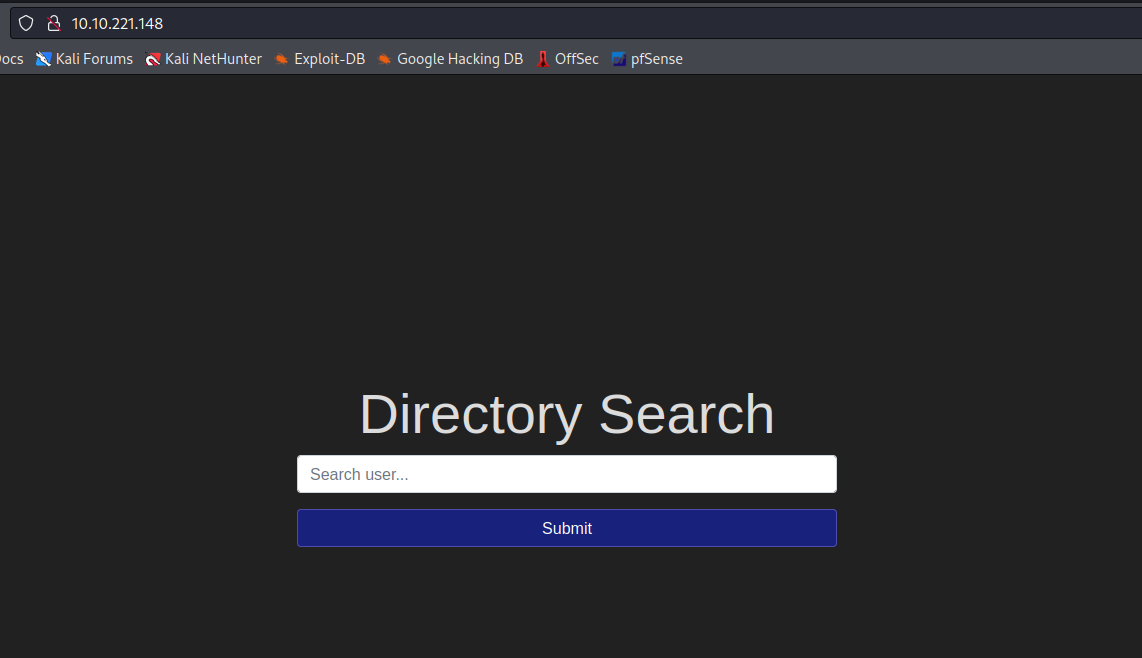 10.10.221.148
ocs Kali Forums Kali NetHunter Exploit-DB Google Hacking DB OffSec pfSense
Directory Search
Search user...
Submit